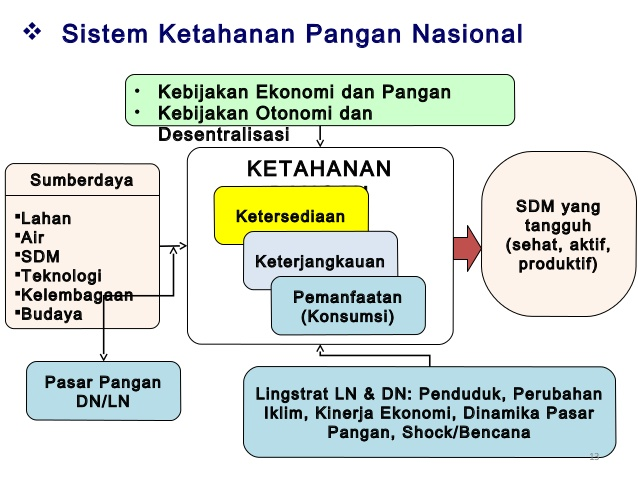 ❖ Sistem Ketahanan Pangan Nasional
• Kebijakan Ekonomi dan Pangan
• Kebijakan Otonomi dan
Desentralisasi
Sumberdaya
▪Lahan
▪Air
▪SDM
▪Teknologi
▪Kelembagaan
▪Budaya
KETAHANAN
Ketersediaan
Keterjangkauan
Pemanfaatan
(Konsumsi)
SDM yang
tangguh
(sehat, aktif,
produktif)
Pasar Pangan
DN/LN
Lingstrat LN & DN: Penduduk, Perubahan
Iklim, Kinerja Ekonomi, Dinamika Pasar
Pangan, Shock/Bencana
13